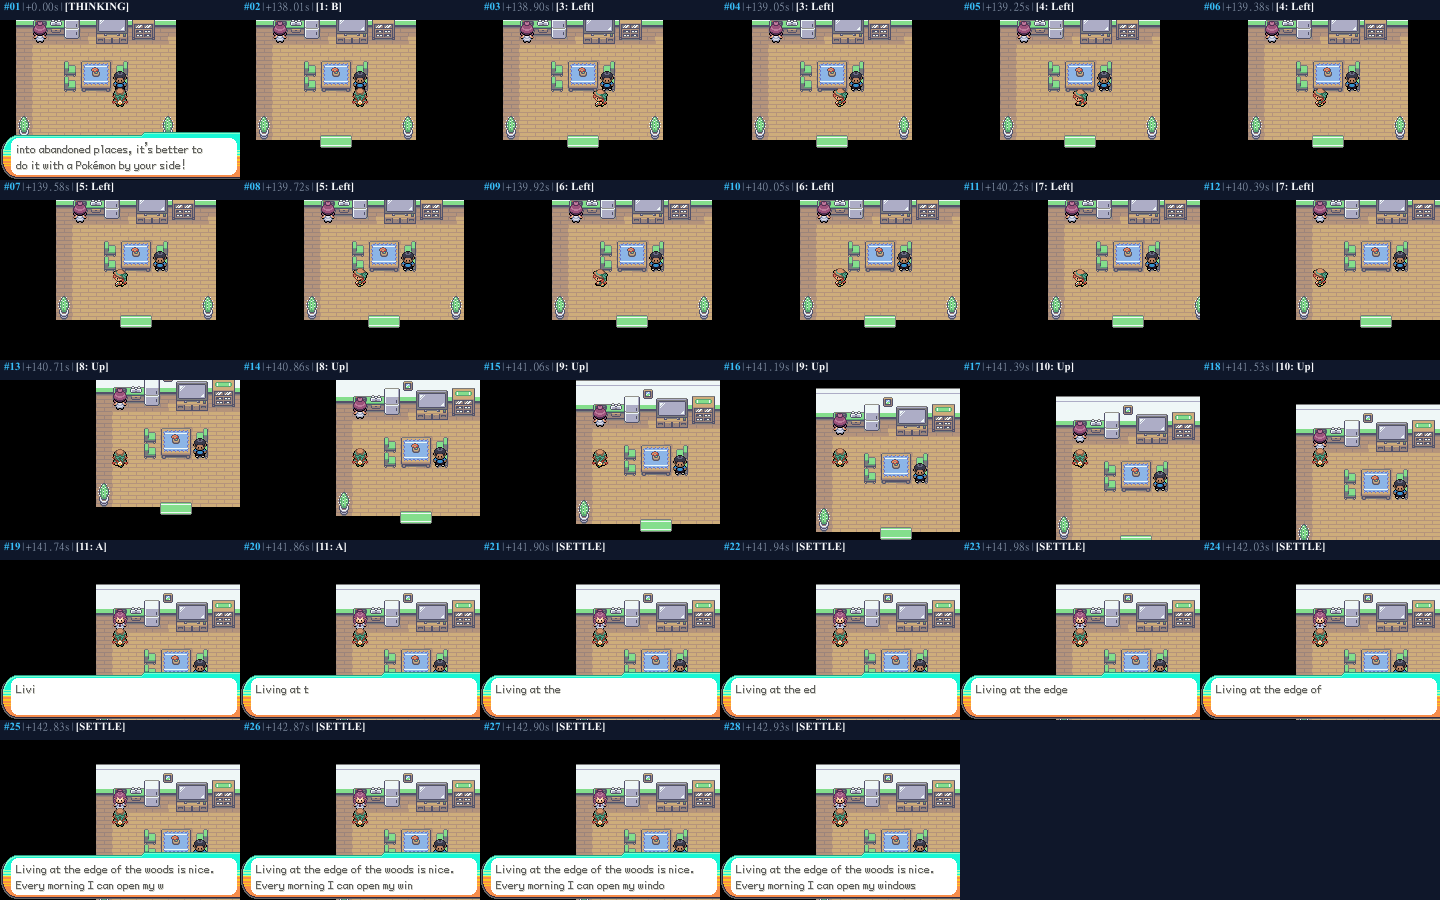 #01|+0.00s|[THINKING]
#02|+138.01s|[1: B]
#03|+138.90s|[3: Left]
#04|+139.05s|[3: Left]
#05|+139.25s|[4: Left]
#06|+139.38s|[4: Left]
into abandoned places, it's better to
do it with a Pokémon by your side!
#07|+139.58s|[5: Left]
#08|+139.72s|[5: Left]
#09|+139.92s|[6: Left]
#10|+140.05s|[6: Left]
#11|+140.25s|[7: Left]
#12|+140.39s|[7: Left]
#13|+140.71s|[8: Up]
#14|+140.86s|[8: Up]
#15|+141.06s|[9: Up]
#16|+141.19s|[9: Up]
#17|+141.39s|[10: Up]
#18|+141.53s|[10: Up]
#19|+141.74s|[11: A]
#20|+141.86s|[11: A]
#21|+141.90s|[SETTLE]
#22|+141.94s|[SETTLE]
#23|+141.98s|[SETTLE]
#24|+142.03s|[SETTLE]
Livi
Living at t
Living at the
Living at the ed
Living at the edge
Living at the edge of
#25|+142.83s|[SETTLE]
#26|+142.87s|[SETTLE]
#27|+142.90s|[SETTLE]
#28|+142.93s|[SETTLE]
Living at the edge of the woods is nice.
Every morning I can open my w
Living at the edge of the woods is nice.
Every morning I can open my win
Living at the edge of the woods is nice.
Every morning I can open my windo
Living at the edge of the woods is nice.
Every morning I can open my windows